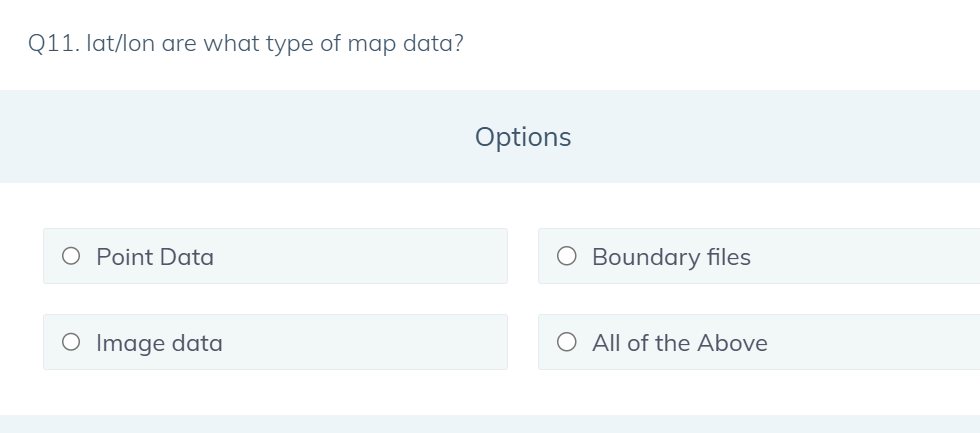 Q11. lat/lon are what type of map data?
Options
Point Data
Boundary files
Image data
All of the Above